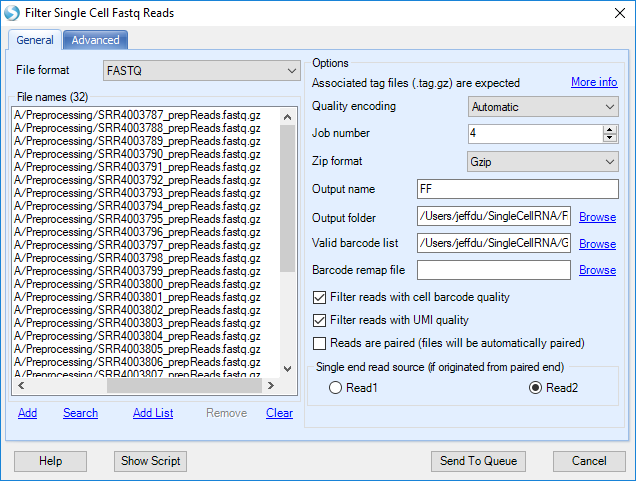 Filter Single Cell Fastq Reads
General
Advanced
File format
FASTQ
File names (32)
A/Preprocessing/SRR4003787_prepReads.fastq.gz
A/Preprocessing/SRR4003788_prepReads.fastq.gz
A/Preprocessing/SRR4003789_prepReads.fastq.gz
A/Preprocessing/SRR4003790_prepReads.fastq.gz
A/Preprocessing/SRR4003791_prepReads.fastq.gz
A/Preprocessing/SRR4003792_prepReads.fastq.gz
A/Preprocessing/SRR4003793_prepReads.fastq.gz
A/Preprocessing/SRR4003794_prepReads.fastq.gz
A/Preprocessing/SRR4003795_prepReads.fastq.gz
A/Preprocessing/SRR4003796_prepReads.fastq.gz
A/Preprocessing/SRR4003797_prepReads.fastq.gz
A/Preprocessing/SRR4003798_prepReads.fastq.gz
A/Preprocessing/SRR4003799_prepReads.fastq.gz
A/Preprocessing/SRR4003800_prepReads.fastq.gz
A/Preprocessing/SRR4003801_prepReads.fastq.gz
A/Preprocessing/SRR4003802_prepReads.fastq.gz
A/Preprocessing/SRR4003803_prepReads.fastq.gz
A/Preprocessing/SRR4003804_prepReads.fastq.gz
A/Preprocessing/SRR4003805_prepReads.fastq.gz
A/Preprocessing/SRR4003806_prepReads.fastq.gz
A/Preprocessing/SRR4003807_prepReads.fastq.gz
Add
Search
Add List
Remove
Clear
Options
Associated tag files (.tag.gz) are expected
More info
Quality encoding
Automatic
Job number
4
Zip format
Gzip
Output name
FF
Output folder
/Users/jeffdu/SingleCellRNA/F
Browse
Valid barcode list
/Users/jeffdu/SingleCellRNA/G
Browse
Barcode remap file
Browse
Filter reads with cell barcode quality
Filter reads with UMI quality
Reads are paired (files will be automatically paired)
Single end read source (if originated from paired end)
Read1
Read2
Help
Show Script
Send To Queue
Cancel